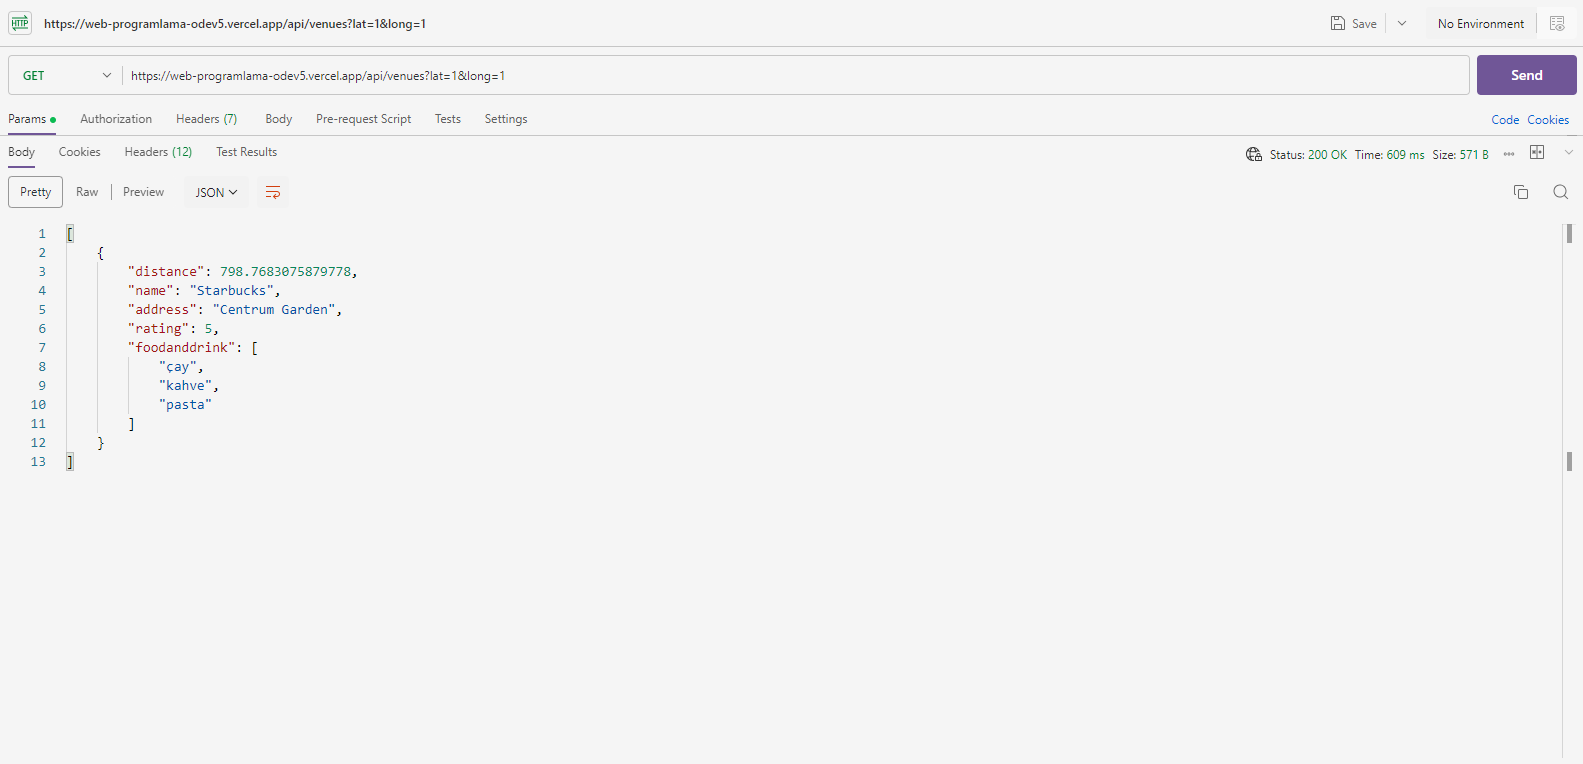 HTTP https://web-programlama-odev5.vercel.app/api/venues?lat=1&long=1 Save No Environment
GET https://web-programlama-odev5.vercel.app/api/venues?lat=1&long=1 Send
Params Authorization Headers (7) Body Pre-request Script Tests Settings Code Cookies
Body Cookies Headers (12) Test Results Status: 200 OK Time: 609 ms Size: 571 B
Pretty Raw Preview JSON
1 [
2 {
3 "distance": 798.7683075879778,
4 "name": "Starbucks",
5 "address": "Centrum Garden",
6 "rating": 5,
7 "foodanddrink": [
8 "çay",
9 "kahve",
10 "pasta"
11 ]
12 }
13 ]